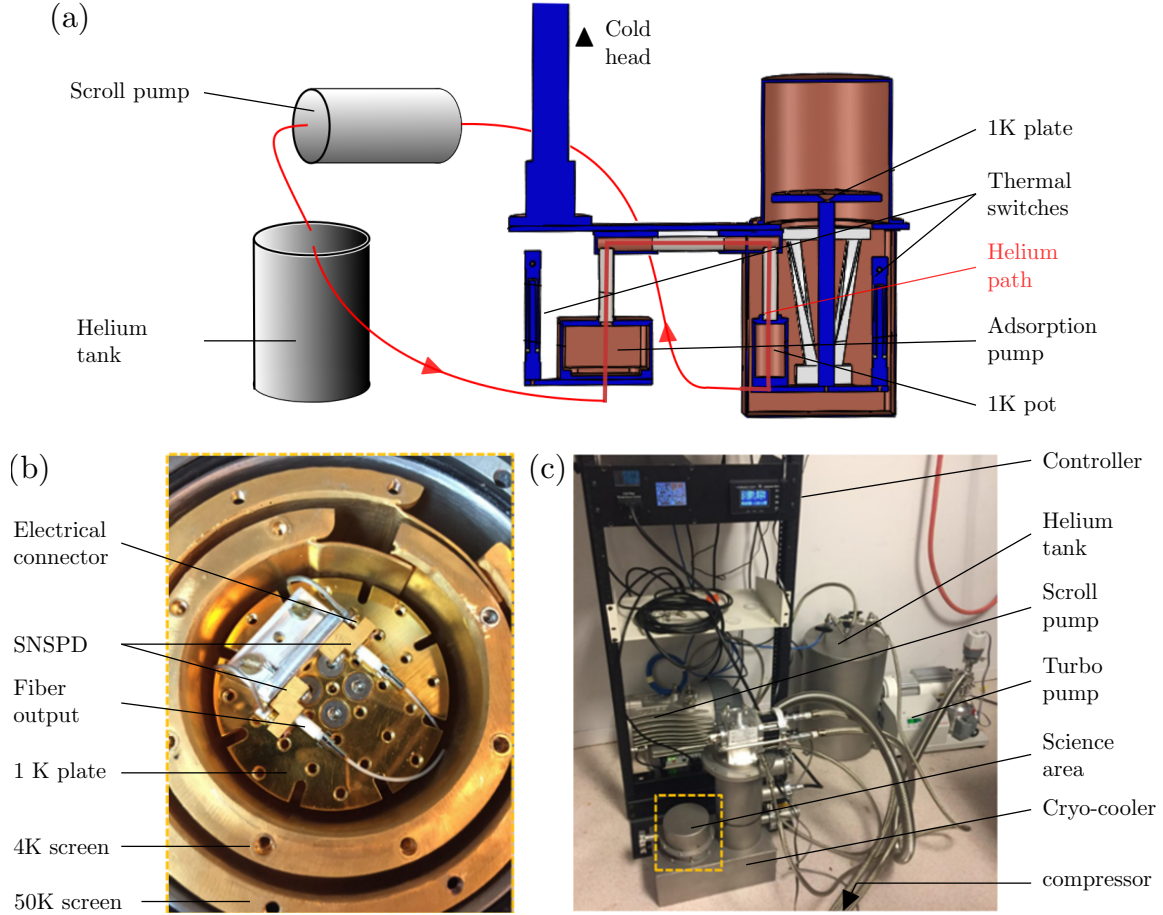 (a)
Cold
head
Scroll pump
1K plate
Thermal
switches
Helium
path
Helium
tank
Adsorption
pump
1K pot
(b)
Electrical
connector
SNSPD
Fiber
output
1 K plate
4K screen
50K screen
(c)
Controller
Helium
tank
Scroll
pump
Turbo
pump
Science
area
Cryo-cooler
compressor